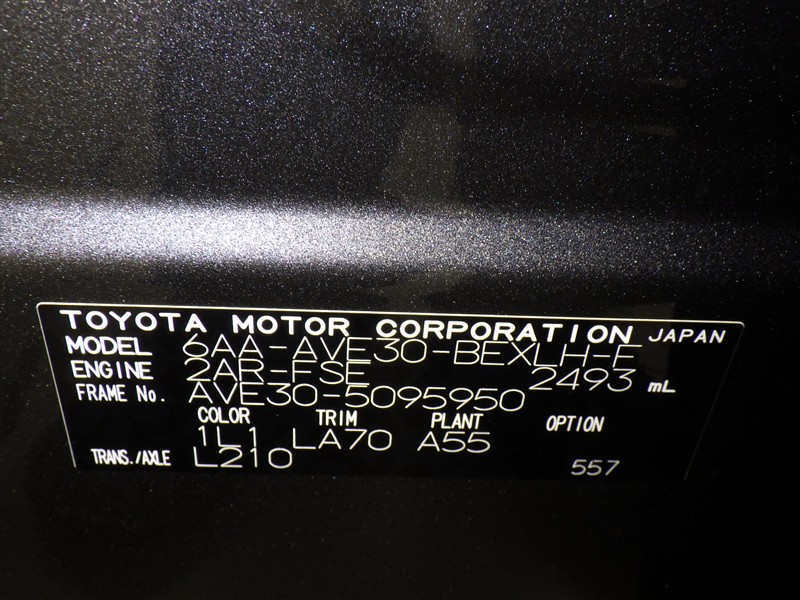 TOYOTA MOTOR CORPORATION JAPAN
MODEL 6AA-AVE30-BEXLH-E
ENGINE 2AR-FSE 2493 mL
FRAME No. AVE30-5095950
COLOR TRIM PLANT OPTION
1L1 LA70 A55
TRANS./AXLE L210 557